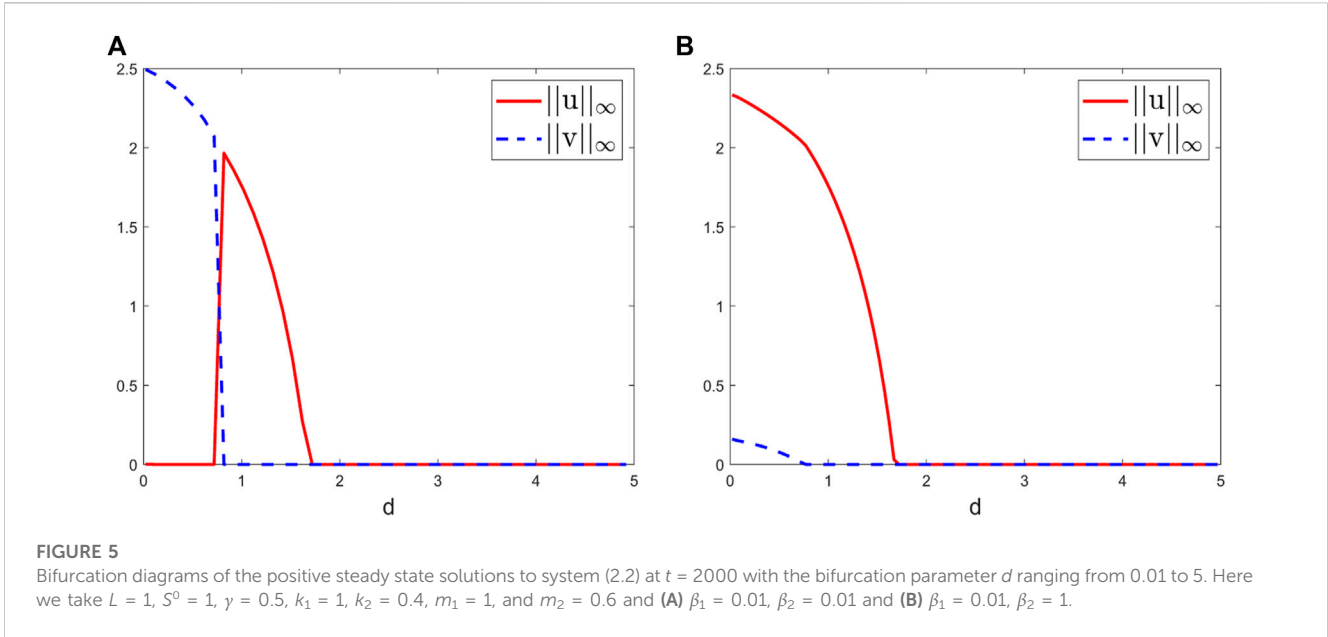 A
B
2.5
2
1.5
1
0.5
0
0 1 2 3 4 5
d
||u||∞
||v||∞
2.5
2
1.5
1
0.5
0
0 1 2 3 4 5
d
||u||∞
||v||∞
FIGURE 5
Bifurcation diagrams of the positive steady state solutions to system (2.2) at t = 2000 with the bifurcation parameter d ranging from 0.01 to 5. Here
we take L = 1, S⁰ = 1, γ = 0.5, k₁ = 1, k₂ = 0.4, m₁ = 1, and m₂ = 0.6 and (A) β₁ = 0.01, β₂ = 0.01 and (B) β₁ = 0.01, β₂ = 1.